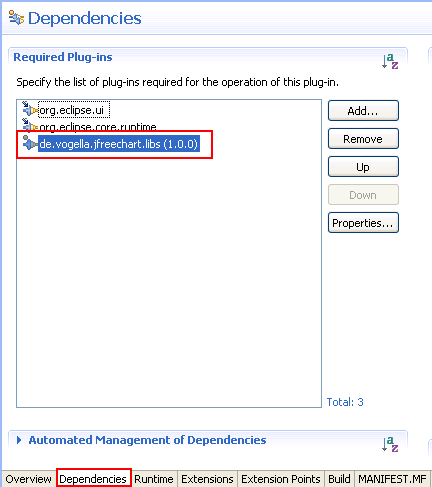 Dependencies
Required Plug-ins
Specify the list of plug-ins required for the operation of this plug-in.
org.eclipse.ui
org.eclipse.core.runtime
de.vogella.jfreechart.libs (1.0.0)
Add...
Remove
Up
Down
Properties...
Total: 3
Automated Management of Dependencies
Overview Dependencies Runtime Extensions Extension Points Build MANIFEST.MF